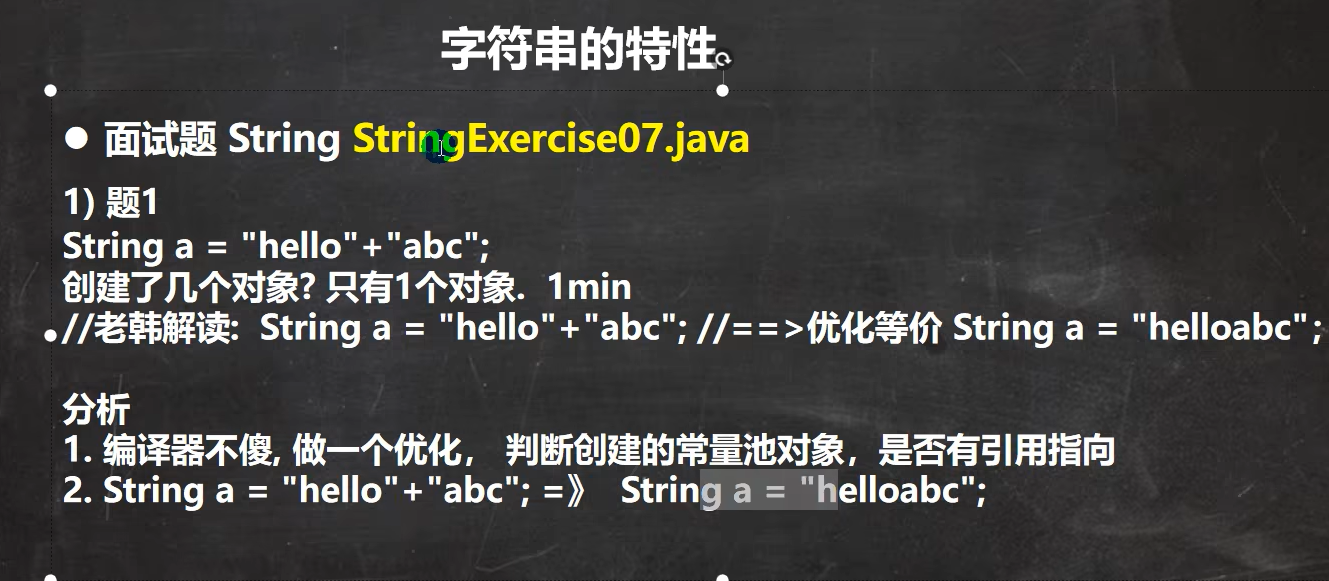 字符串的特性
● 面试题 String StringExercise07.java
1) 题1
String a = "hello"+"abc";
创建了几个对象? 只有1个对象.  1min
//老韩解读:  String a = "hello"+"abc"; //==>优化等价 String a = "helloabc";
分析
1. 编译器不傻, 做一个优化， 判断创建的常量池对象，是否有引用指向
2. String a = "hello"+"abc"; =》  String a = "helloabc";